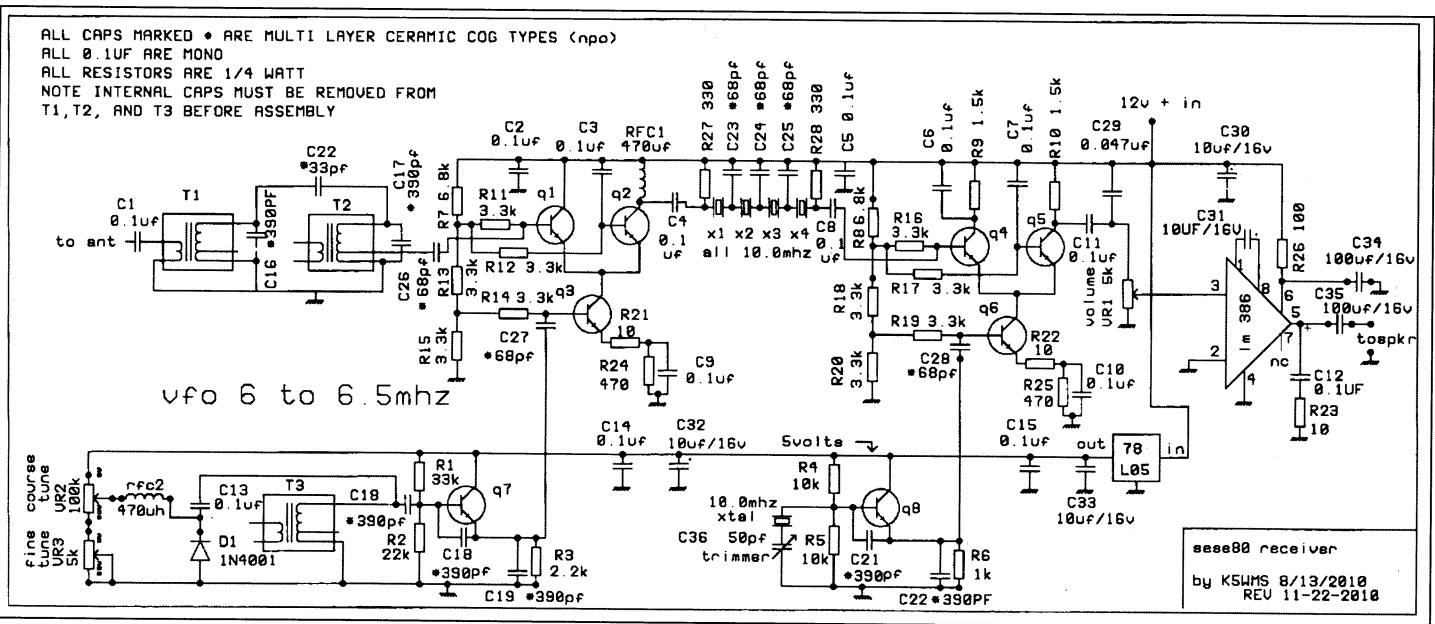 ALL CAPS MARKED * ARE MULTI LAYER CERAMIC COG TYPES (npo)
ALL 0.1UF ARE MONO
ALL RESISTORS ARE 1/4 WATT
NOTE INTERNAL CAPS MUST BE REMOVED FROM
T1,T2, AND T3 BEFORE ASSEMBLY
C1
0.1uf
to ant
T1
C16 *390PF
C22
*33pf
T2
C17
*390pf
C26
*68pf
R7 6.8k
R13
3.3k
R15
3.3k
R11
3.3k
R12 3.3k
R14 3.3k
C2
0.1uf
C3
0.1uf
RFC1
470uf
q1
q2
q3
C27
*68pf
R21
10
R24
470
C9
0.1uf
C4
0.1
uf
R27 330
C23 *68pf
C24 *68pf
C25 *68pf
R28 330
x1 x2 x3 x4
all 10.0mhz
C5 0.1uf
C8
0.1
uf
R8 6.8k
R16
3.3k
R17 3.3k
R18
3.3k
R19 3.3k
R20
3.3k
C6
0.1uf
R9 1.5k
C7
0.1uf
R10 1.5k
q4
q5
q6
C28
*68pf
R22
10
R25
470
C10
0.1uf
C29
0.047uf
C11
0.1uf
volume
VR1 5k
12v + in
C30
10uf/16v
C31
10UF/16v
R26 100
C34
100uf/16v
C35
100uf/16v
+
lm 386
1
8
3
6
5
2
7
4
nc
tospkr
C12
0.1UF
R23
10
vfo 6 to 6.5mhz
course
tune
VR2
100k
fine
tune
VR3
5k
rfc2
470uh
C13
0.1uf
D1
1N4001
T3
C18
*390pf
R1
33k
R2
22k
q7
C18
*390pf
C19 *390pf
R3
2.2k
C14
0.1uf
C32
10uf/16v
5volts
R4
10k
10.0mhz
xtal
C36 50pf
trimmer
R5
10k
q8
C21
*390pf
C22 *390PF
R6
1k
C15
0.1uf
out
78
L05
in
C33
10uf/16v
sese80 receiver
by K5WMS 8/13/2010
REV 11-22-2010